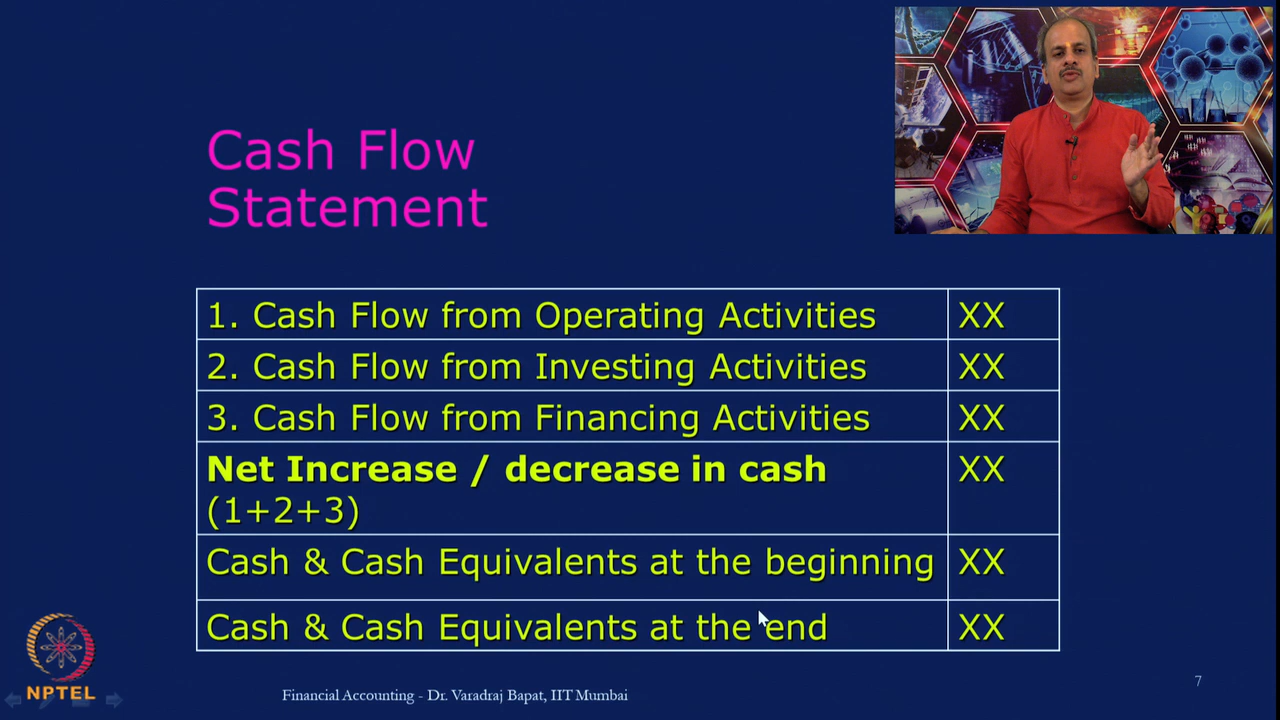 Cash Flow
Statement
1. Cash Flow from Operating Activities XX
2. Cash Flow from Investing Activities XX
3. Cash Flow from Financing Activities XX
Net Increase / decrease in cash XX
(1+2+3)
Cash & Cash Equivalents at the beginning XX
Cash & Cash Equivalents at the end XX
NPTEL
Financial Accounting - Dr. Varadraj Bapat, IIT Mumbai
7